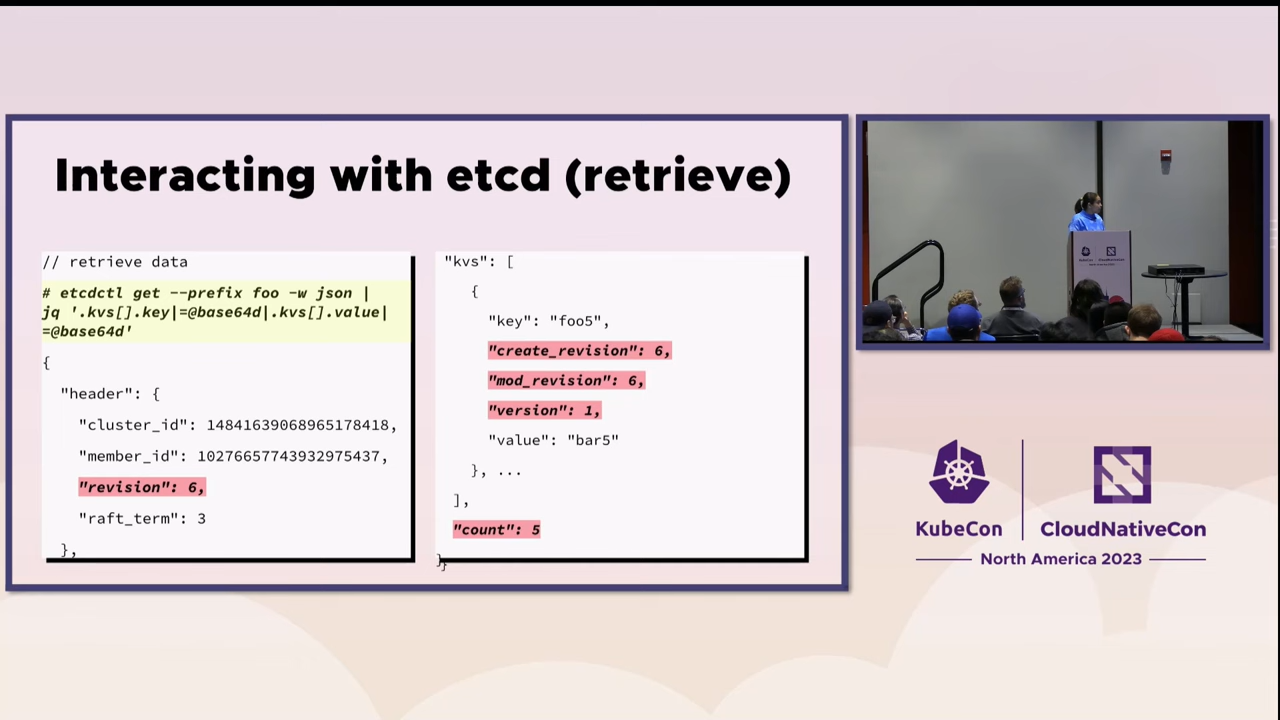 Interacting with etcd (retrieve)
// retrieve data
# etcdctl get --prefix foo -w json |
jq '.kvs[].key|=@base64d|.kvs[].value|
=@base64d'
{
"header": {
"cluster_id": 14841639068965178418,
"member_id": 10276657743932975437,
"revision": 6,
"raft_term": 3
},
"kvs": [
{
"key": "foo5",
"create_revision": 6,
"mod_revision": 6,
"version": 1,
"value": "bar5"
}, ...
],
"count": 5
}
KubeCon
CloudNativeCon
North America 2023